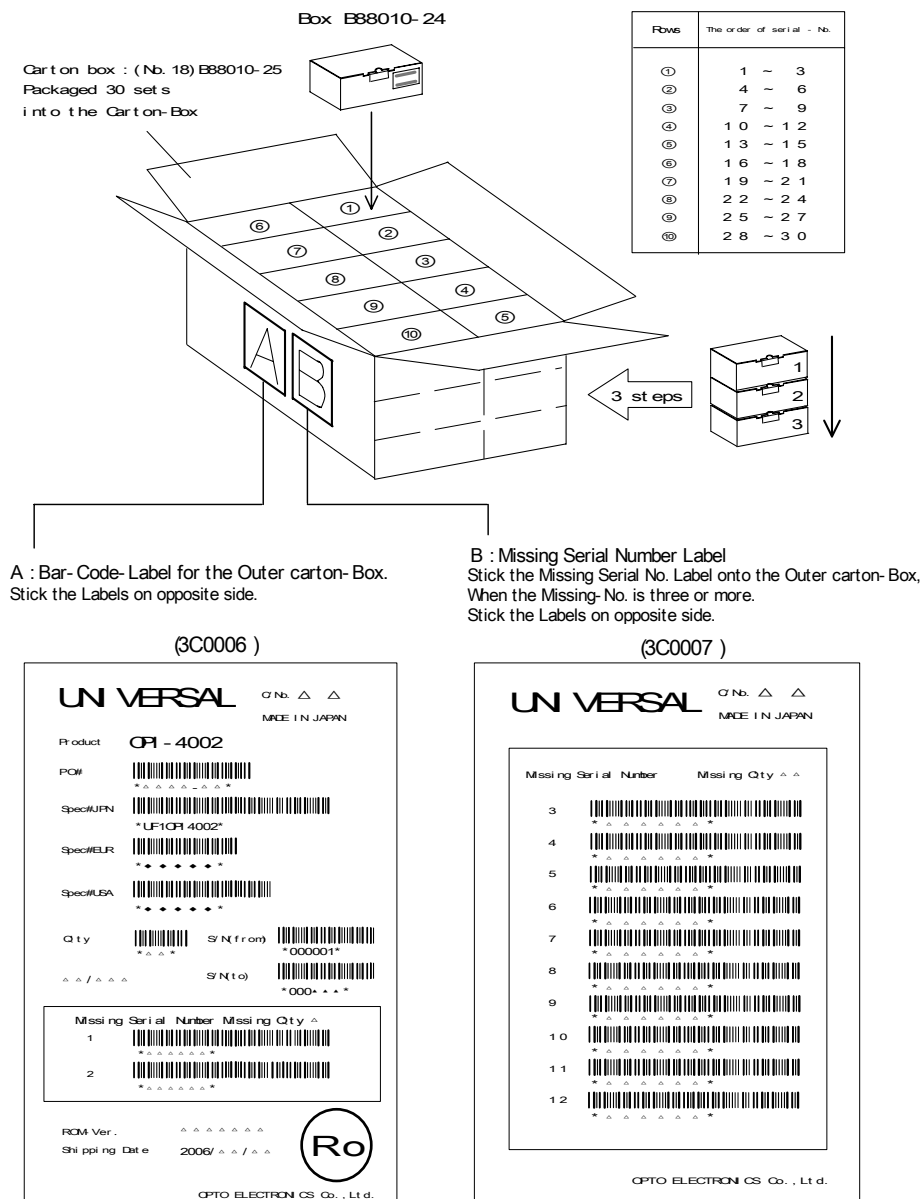 Box B88010-24
Carton box : (No. 18) B88010-25
Packaged 30 sets
into the Carton-Box
Rows The order of serial - No.
① 1 ~ 3
② 4 ~ 6
③ 7 ~ 9
④ 10 ~ 12
⑤ 13 ~ 15
⑥ 16 ~ 18
⑦ 19 ~ 21
⑧ 22 ~ 24
⑨ 25 ~ 27
⑩ 28 ~ 30
① ⑥
② ⑦
③ ⑧
④ ⑨
⑤ ⑩
A B
3 steps
1
2
3
A : Bar-Code-Label for the Outer carton-Box.
Stick the Labels on opposite side.
B : Missing Serial Number Label
Stick the Missing Serial No. Label onto the Outer carton-Box,
When the Missing-No. is three or more.
Stick the Labels on opposite side.
(3C0006 )
UNIVERSAL C/No. △ △
MADE IN JAPAN
Product OPI-4002
PO#
*△△△△-△△*
Spec#JPN
*UF1OPI4002*
Spec#EUR
*◆◆◆◆◆*
Spec#USA
*◆◆◆◆◆*
Qty S/N(from)
*△△* *000001*
△△/△△△ S/N(to)
*000▲▲▲*
Missing Serial Number Missing Qty △
1
*△△△△△△*
2
*△△△△△△*
ROM-Ver. △△△△△△△
Shipping Date 2006/△△/△△
Ro
OPTO ELECTRONICS Co., Ltd.
(3C0007 )
UNIVERSAL C/No. △ △
MADE IN JAPAN
Missing Serial Number Missing Qty △△
3
*△△△△△△*
4
*△△△△△△*
5
*△△△△△△*
6
*△△△△△△*
7
*△△△△△△*
8
*△△△△△△*
9
*△△△△△△*
10
*△△△△△△*
11
*△△△△△△*
12
*△△△△△△*
OPTO ELECTRONICS Co., Ltd.